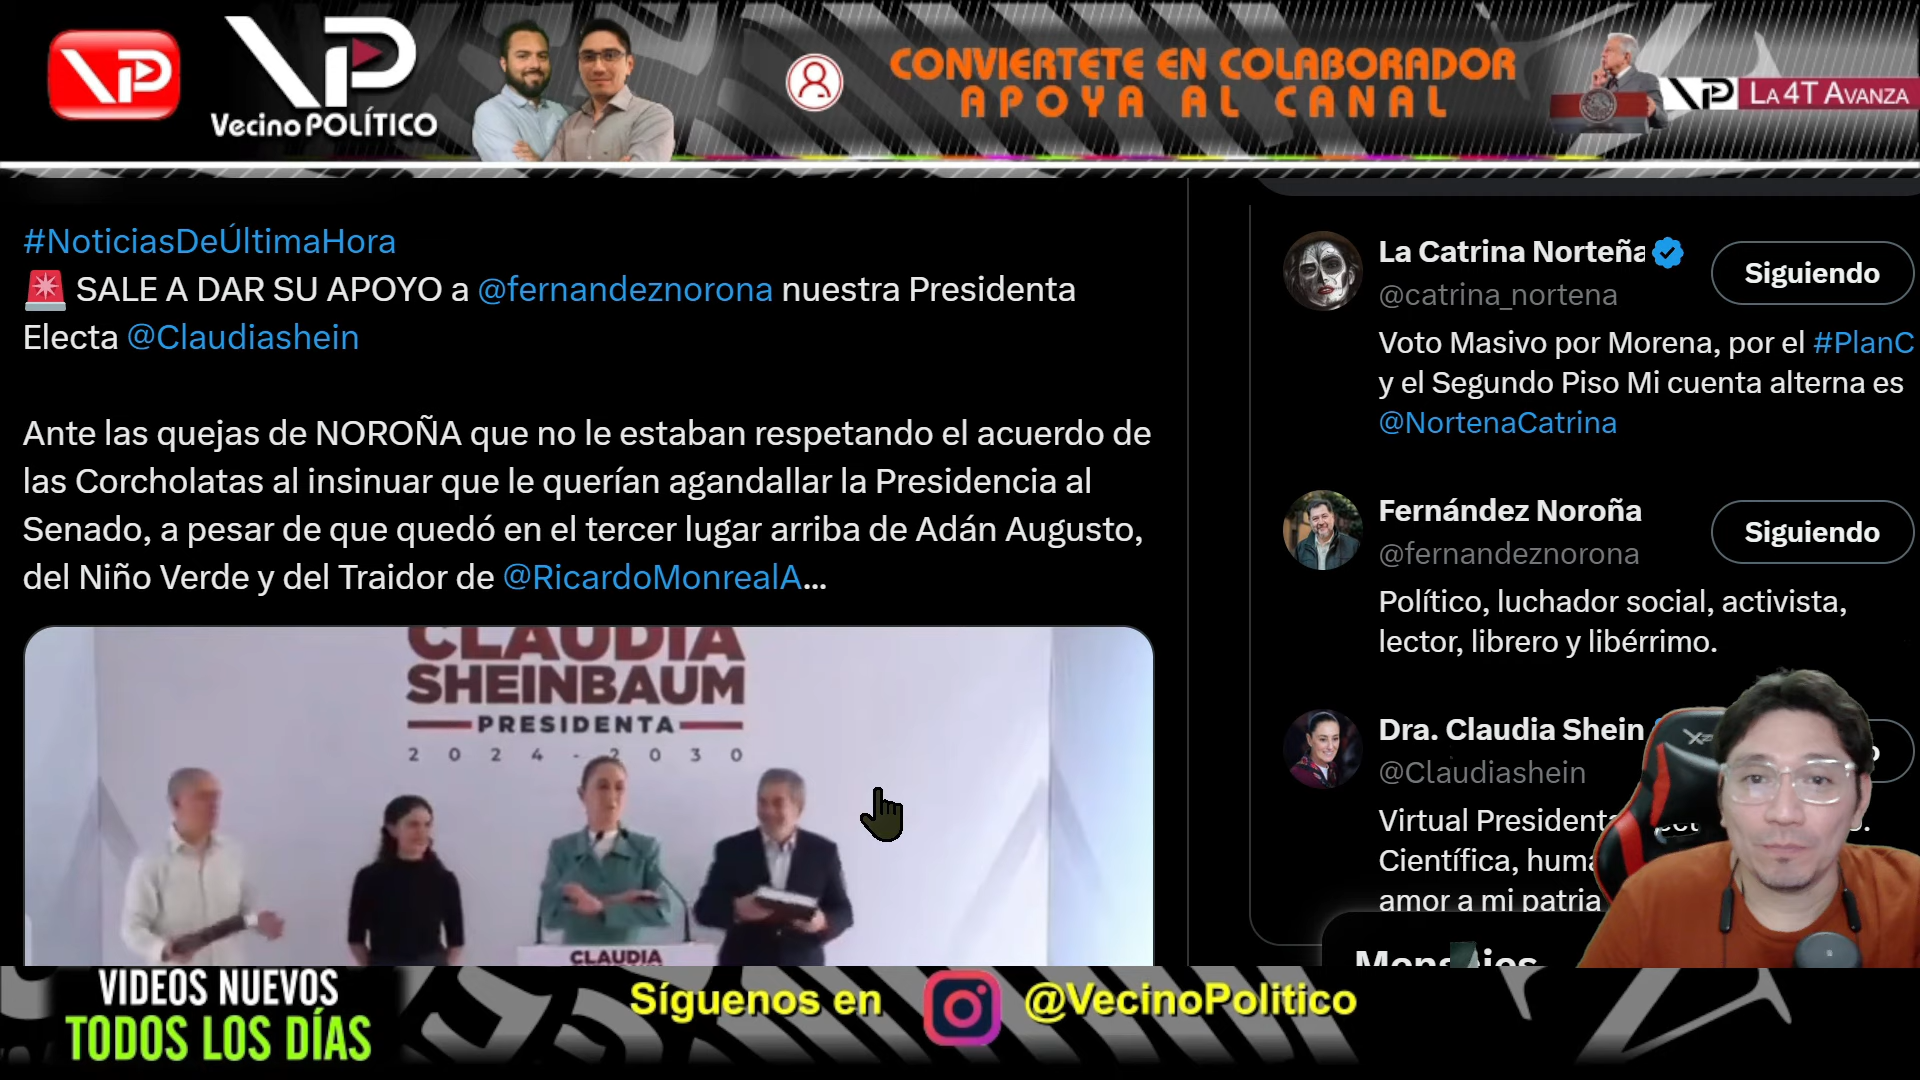 VP
VP
Vecino POLÍTICO
CONVIERTETE EN COLABORADOR
APOYA AL CANAL
VP LA 4T AVANZA
#NoticiasDeÚltimaHora
🚨 SALE A DAR SU APOYO a @fernandeznorona nuestra Presidenta
Electa @Claudiashein
Ante las quejas de NOROÑA que no le estaban respetando el acuerdo de
las Corcholatas al insinuar que le querían agandallar la Presidencia al
Senado, a pesar de que quedó en el tercer lugar arriba de Adán Augusto,
del Niño Verde y del Traidor de @RicardoMonrealA...
CLAUDIA
SHEINBAUM
PRESIDENTA
2024-2030
CLAUDIA
La Catrina Norteña
@catrina_nortena
Siguiendo
Voto Masivo por Morena, por el #PlanC
y el Segundo Piso Mi cuenta alterna es
@NortenaCatrina
Fernández Noroña
@fernandeznorona
Siguiendo
Político, luchador social, activista,
lector, librero y libérrimo.
Dra. Claudia Shein
@Claudiashein
Virtual Presidenta
Científica, huma
amor a mi patria
VIDEOS NUEVOS
TODOS LOS DÍAS
Síguenos en @VecinoPolitico